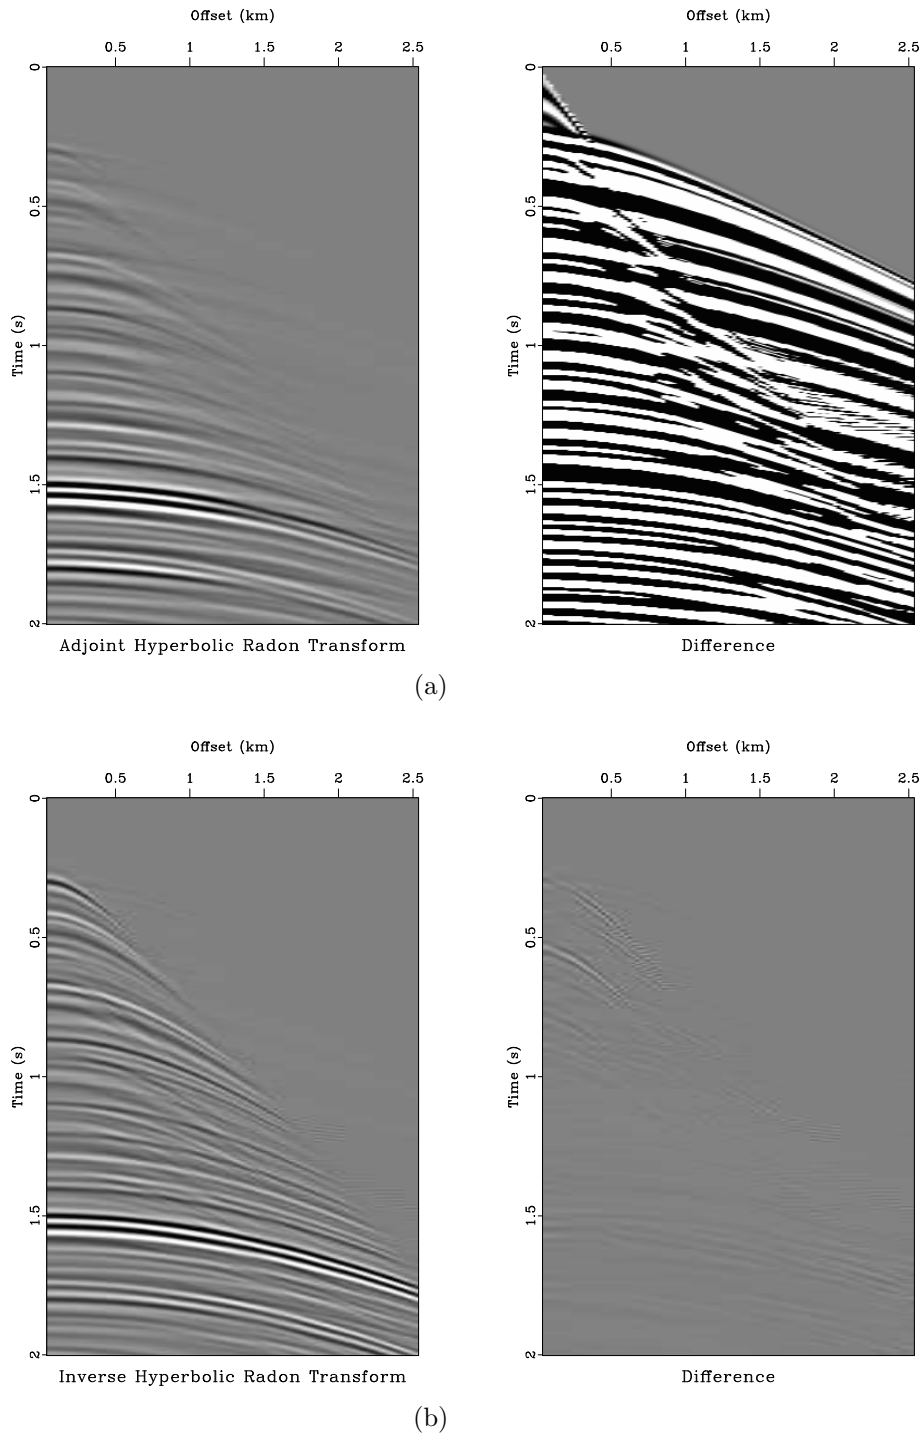 Offset (km) Offset (km)
0.5 1 1.5 2 2.5 0.5 1 1.5 2 2.5
0 0
0.5 0.5
Time (s) Time (s)
1 1
1.5 1.5
2 2
Adjoint Hyperbolic Radon Transform Difference
(a)
Offset (km) Offset (km)
0.5 1 1.5 2 2.5 0.5 1 1.5 2 2.5
0 0
0.5 0.5
Time (s) Time (s)
1 1
1.5 1.5
2 2
Inverse Hyperbolic Radon Transform Difference
(b)